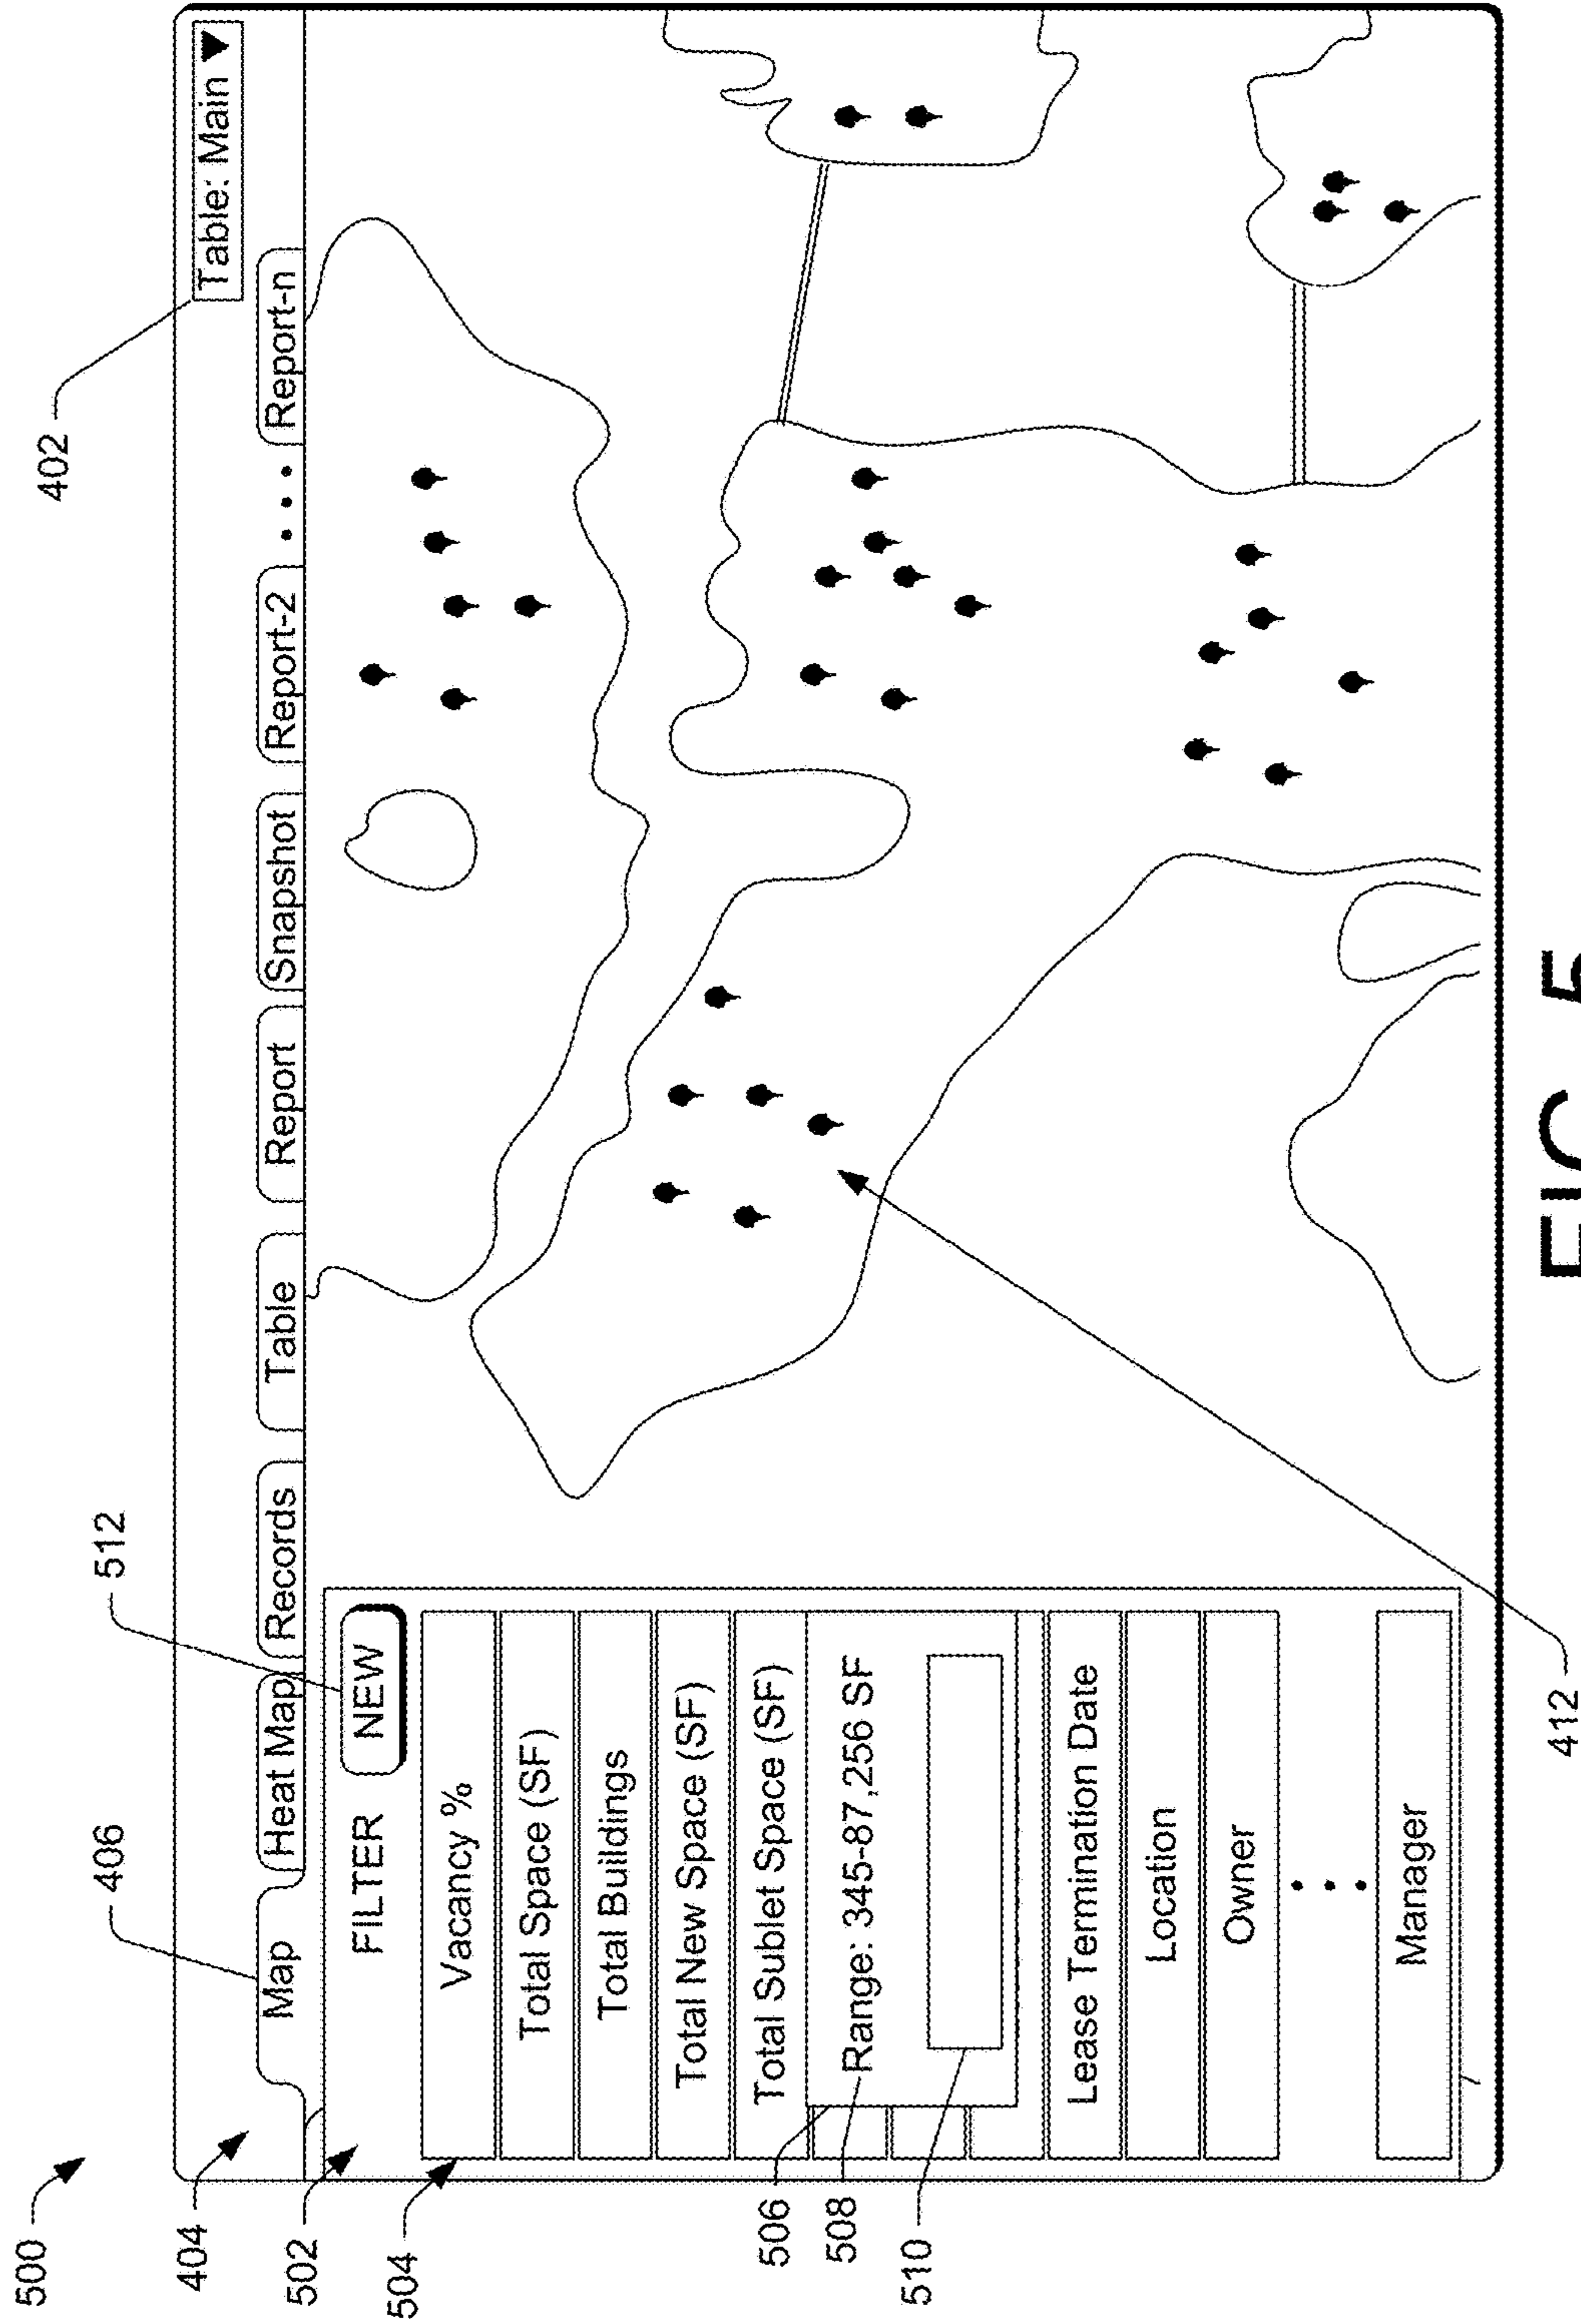 500
402
404
406
512
Table: Main ▼
Map
Heat Map
Records
Table
Report
Snapshot
Report-2
• • •
Report-n
502
FILTER
NEW
504
Vacancy %
Total Space (SF)
Total Buildings
Total New Space (SF)
Total Sublet Space (SF)
506
508
Range: 345-87,256 SF
510
Lease Termination Date
Location
Owner
• • •
Manager
412
FIG. 5